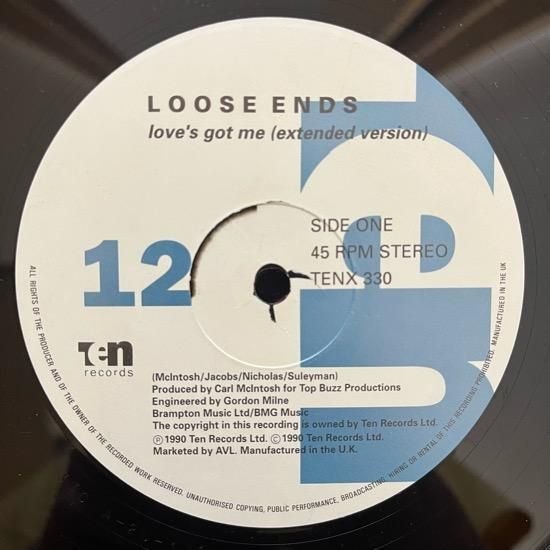 LOOSE ENDS
love's got me (extended version)
SIDE ONE
45 RPM STEREO
TENX 330
12
Ten
records
(McIntosh/Jacobs/Nicholas/Suleyman)
Produced by Carl McIntosh for Top Buzz Productions
Engineered by Gordon Milne
Brampton Music Ltd/BMG Music
The copyright in this recording is owned by Ten Records Ltd.
Ⓟ 1990 Ten Records Ltd. © 1990 Ten Records Ltd.
Marketed by AVL. Manufactured in the U.K.
ALL RIGHTS OF THE PRODUCER AND OF THE OWNER OF THE RECORDED WORK RESERVED. UNAUTHORISED COPYING, PUBLIC PERFORMANCE, BROADCASTING, HIRING OR RENTAL OF THIS RECORDING PROHIBITED. MANUFACTURED IN THE UK